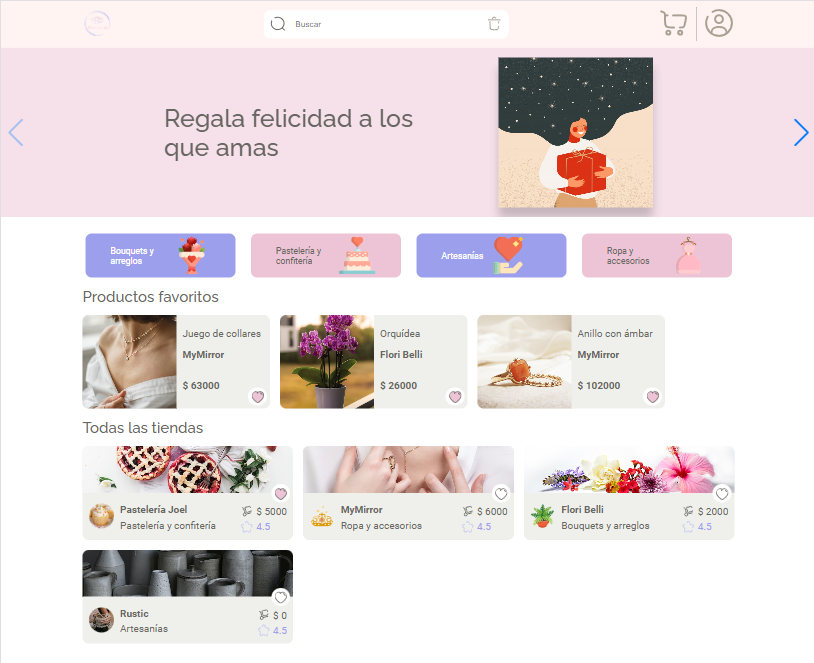 Buscar
Regala felicidad a los
que amas
Bouquets y
arreglos
Pastelería y
confitería
Artesanías
Ropa y
accesorios
Productos favoritos
Juego de collares
MyMirror
$ 63000
Orquídea
Flori Belli
$ 26000
Anillo con ámbar
MyMirror
$ 102000
Todas las tiendas
Pastelería Joel
$ 5000
Pastelería y confitería
4.5
MyMirror
$ 6000
Ropa y accesorios
4.5
Flori Belli
$ 2000
Bouquets y arreglos
4.5
Rustic
$ 0
Artesanías
4.5